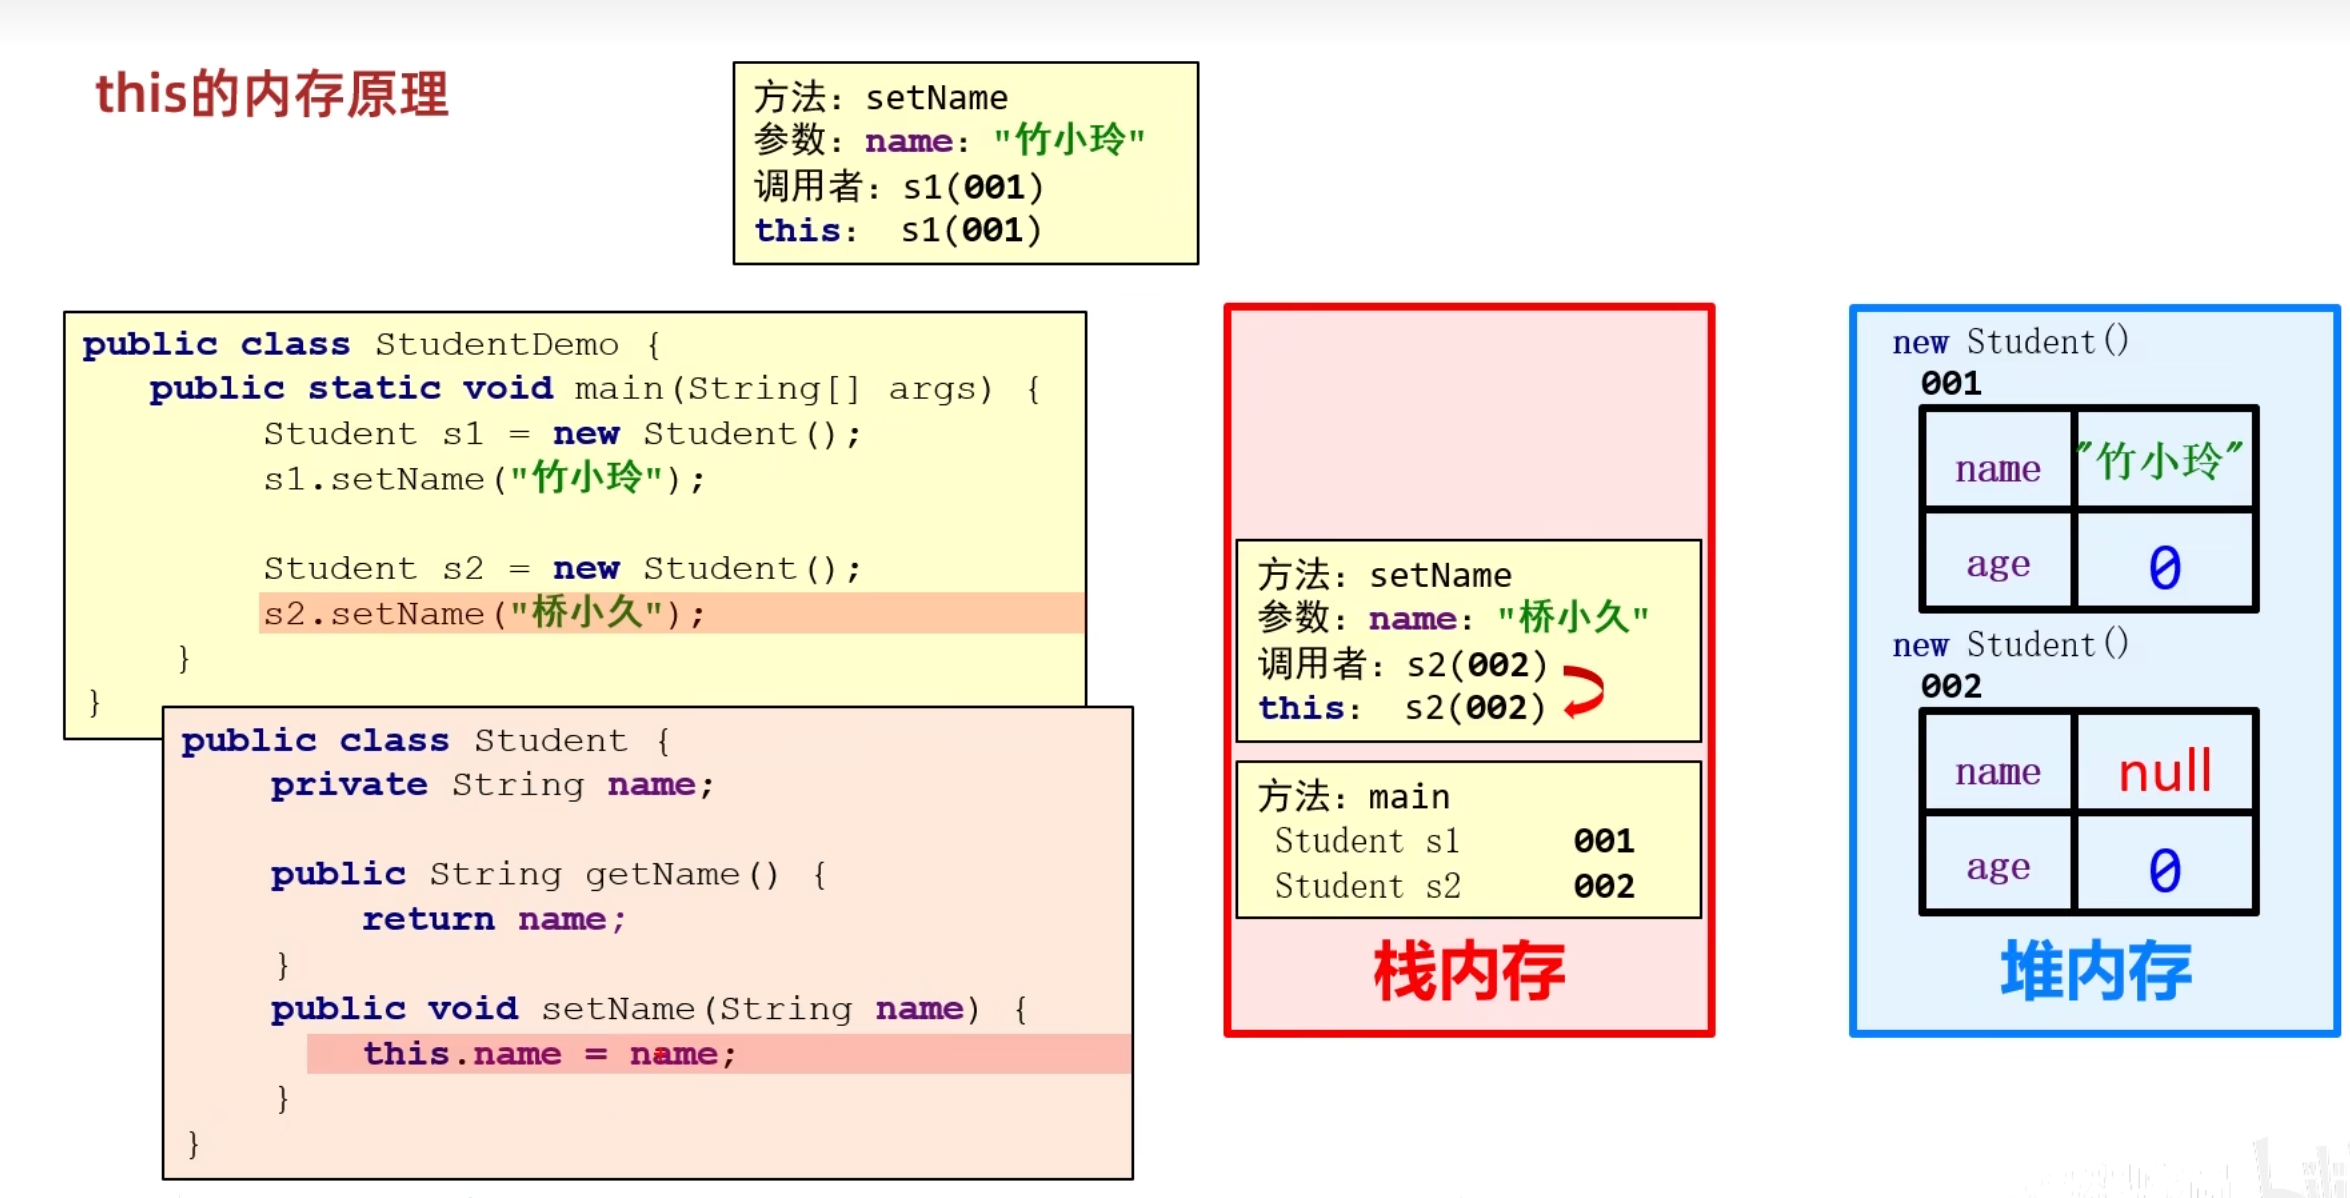 this的内存原理
方法：setName
参数：name："竹小玲"
调用者：s1(001)
this： s1(001)
public class StudentDemo {
public static void main(String[] args) {
Student s1 = new Student();
s1.setName("竹小玲");
Student s2 = new Student();
s2.setName("桥小久");
}
}
public class Student {
private String name;
public String getName() {
return name;
}
public void setName(String name) {
this.name = name;
}
}
方法：setName
参数：name："桥小久"
调用者：s2(002)
this： s2(002)
方法：main
Student s1 001
Student s2 002
栈内存
new Student()
001
name "竹小玲"
age 0
new Student()
002
name null
age 0
堆内存